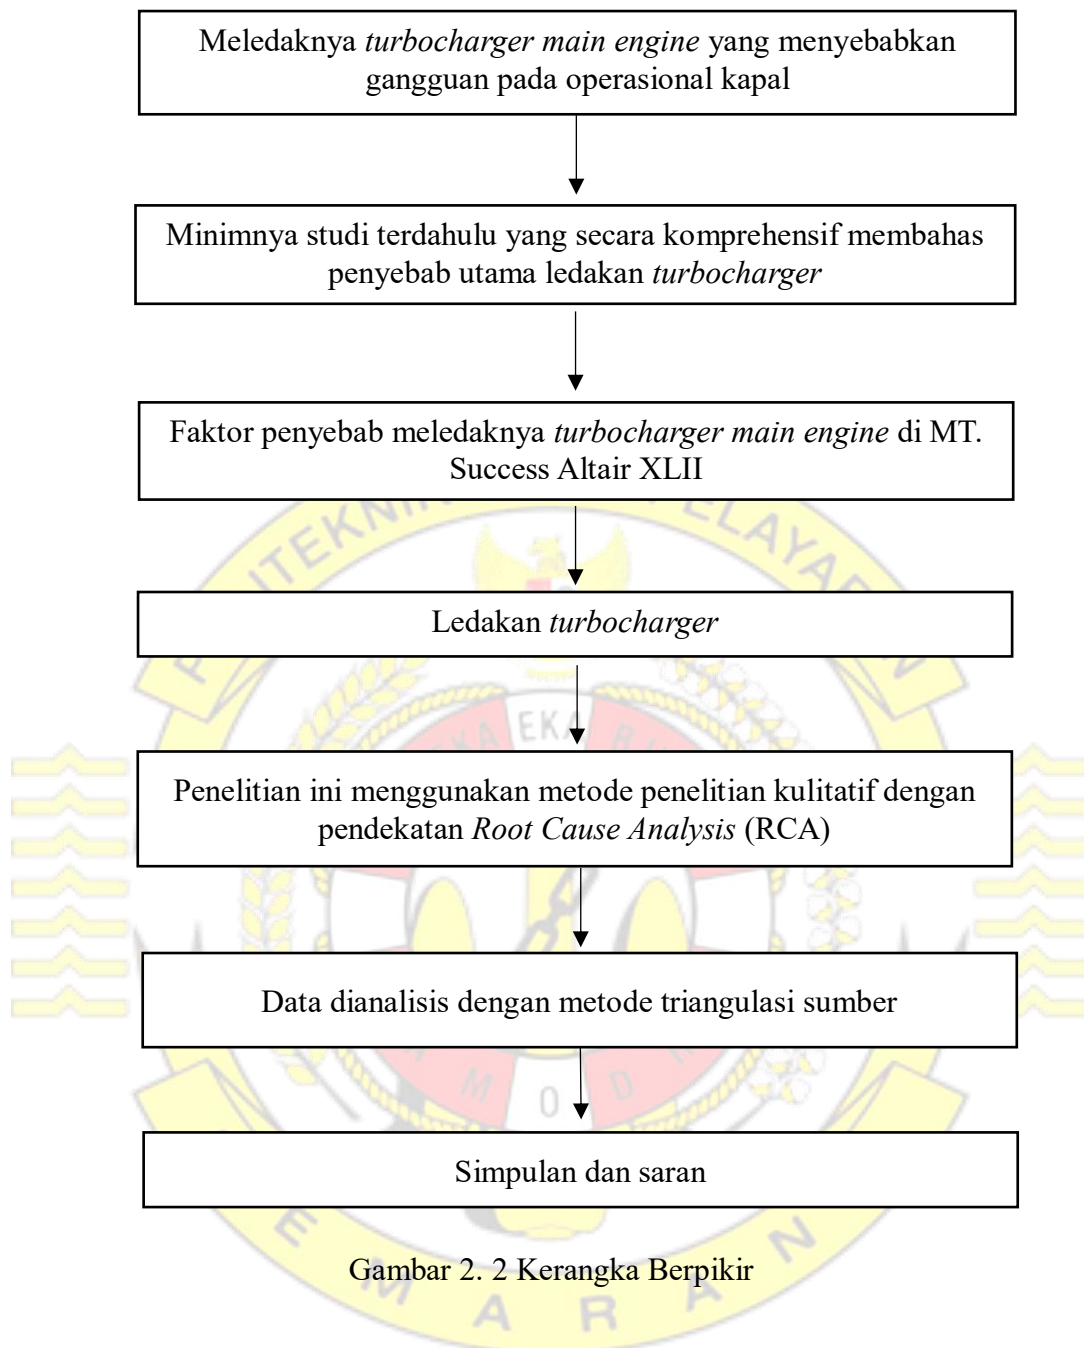 Meledaknya turbocharger main engine yang menyebabkan
gangguan pada operasional kapal
Minimnya studi terdahulu yang secara komprehensif membahas
penyebab utama ledakan turbocharger
Faktor penyebab meledaknya turbocharger main engine di MT.
Success Altair XLII
Ledakan turbocharger
EKA
Penelitian ini menggunakan metode penelitian kulitatif dengan
pendekatan Root Cause Analysis (RCA)
Data dianalisis dengan metode triangulasi sumber
Simpulan dan saran
Gambar 2. 2 Kerangka Berpikir